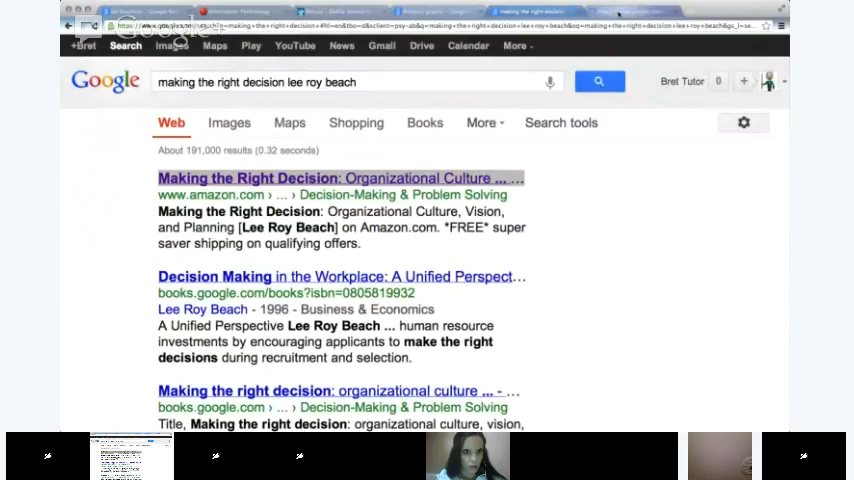 +Bret Search Images Maps Play YouTube News Gmail Drive Calendar More
Google making the right decision lee roy beach Bret Tutor 0 +
Web Images Maps Shopping Books More Search tools
About 191,000 results (0.32 seconds)
Making the Right Decision: Organizational Culture ... ...
www.amazon.com › ... › Decision-Making & Problem Solving
Making the Right Decision: Organizational Culture, Vision,
and Planning [Lee Roy Beach] on Amazon.com. *FREE* super
saver shipping on qualifying offers.
Decision Making in the Workplace: A Unified Perspect...
books.google.com/books?isbn=0805819932
Lee Roy Beach - 1996 - Business & Economics
A Unified Perspective Lee Roy Beach ... human resource
investments by encouraging applicants to make the right
decisions during recruitment and selection.
Making the right decision: organizational culture ... - ...
books.google.com › ... › Decision-Making & Problem Solving
Title, Making the right decision: organizational culture, vision,